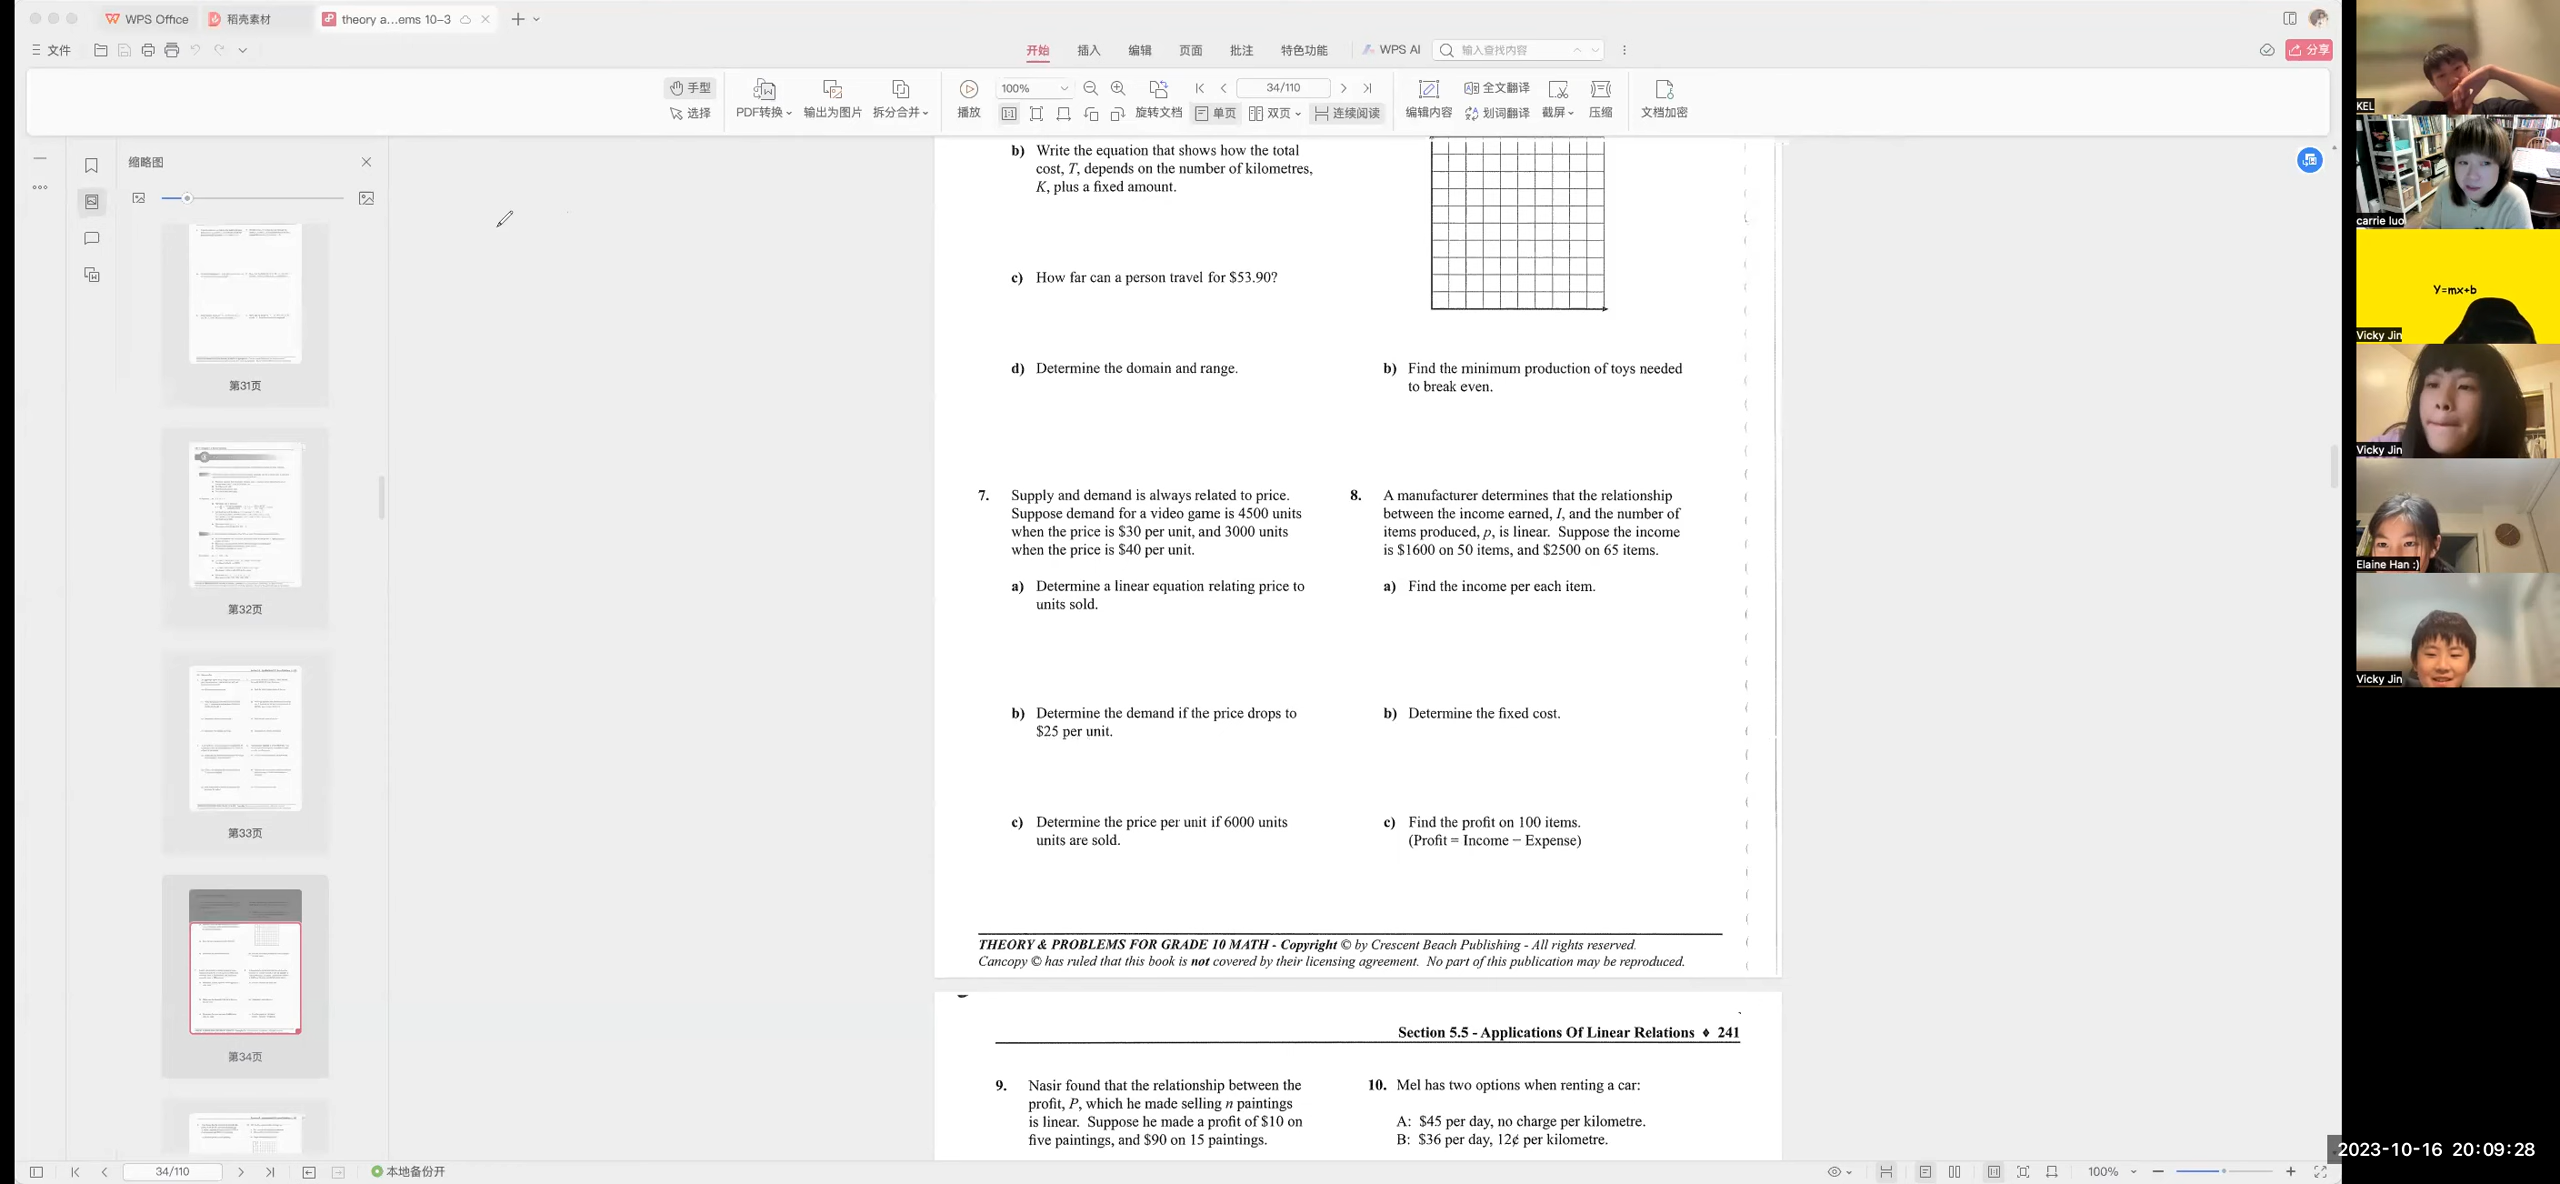 WPS Office
稻壳素材
theory a...ems 10-3
文件
开始
插入
编辑
页面
批注
特色功能
WPS AI
输入查找内容
分享
手型
选择
PDF转换
输出为图片
拆分合并
播放
100%
旋转文档
34/110
单页
双页
连续阅读
编辑内容
全文翻译
划词翻译
截屏
压缩
文档加密
缩略图
第31页
第32页
第33页
第34页
b) Write the equation that shows how the total
cost, T, depends on the number of kilometres,
K, plus a fixed amount.
c) How far can a person travel for $53.90?
d) Determine the domain and range.
b) Find the minimum production of toys needed
to break even.
7. Supply and demand is always related to price.
Suppose demand for a video game is 4500 units
when the price is $30 per unit, and 3000 units
when the price is $40 per unit.
a) Determine a linear equation relating price to
units sold.
b) Determine the demand if the price drops to
$25 per unit.
c) Determine the price per unit if 6000 units
units are sold.
8. A manufacturer determines that the relationship
between the income earned, I, and the number of
items produced, p, is linear. Suppose the income
is $1600 on 50 items, and $2500 on 65 items.
a) Find the income per each item.
b) Determine the fixed cost.
c) Find the profit on 100 items.
(Profit = Income − Expense)
THEORY & PROBLEMS FOR GRADE 10 MATH - Copyright © by Crescent Beach Publishing - All rights reserved.
Cancopy © has ruled that this book is not covered by their licensing agreement. No part of this publication may be reproduced.
Section 5.5 - Applications Of Linear Relations ♦ 241
9. Nasir found that the relationship between the
profit, P, which he made selling n paintings
is linear. Suppose he made a profit of $10 on
five paintings, and $90 on 15 paintings.
10. Mel has two options when renting a car:
A: $45 per day, no charge per kilometre.
B: $36 per day, 12¢ per kilometre.
34/110
本地备份开
100%
KEL
carrie luo
Y=mx+b
Vicky Jin
Vicky Jin
Elaine Han :)
Vicky Jin
2023-10-16 20:09:28